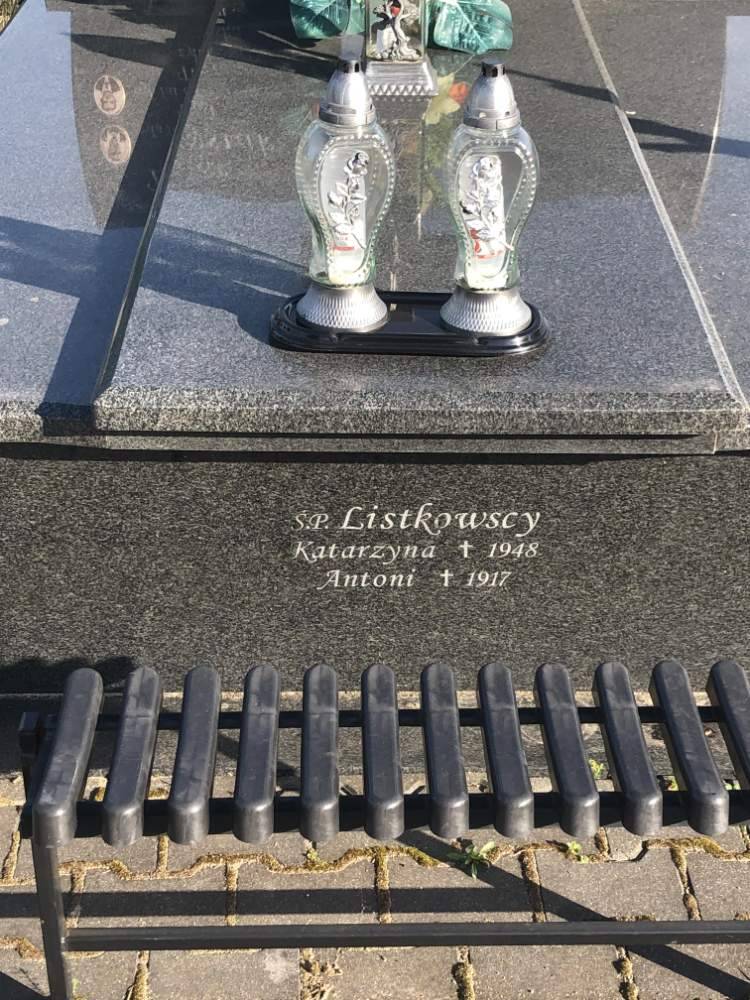 Ś.P. Listkowscy
Katarzyna ✝ 1948
Antoni ✝ 1917